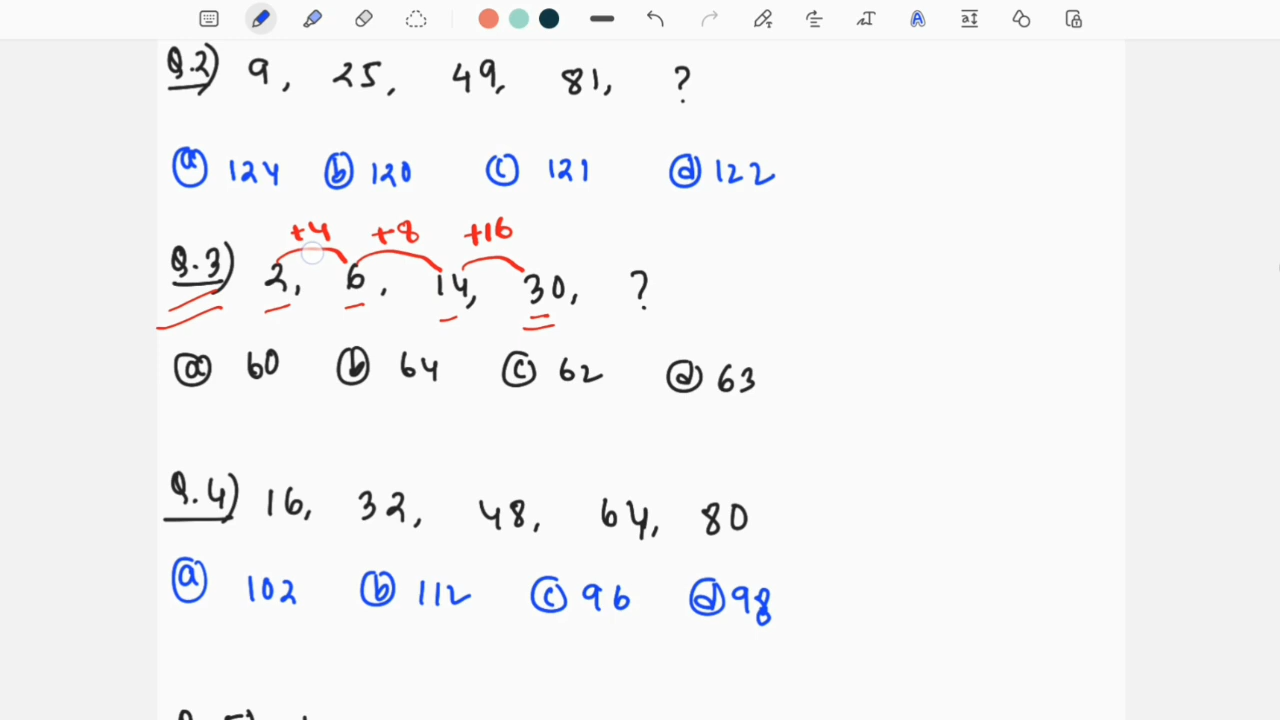 Q.2) 9, 25, 49, 81, ?
ⓐ 124 ⓑ 120 ⓒ 121 ⓓ 122
+4 +8 +16
Q.3) 2, 6, 14, 30, ?
ⓐ 60 ⓑ 64 ⓒ 62 ⓓ 63
Q.4) 16, 32, 48, 64, 80
ⓐ 102 ⓑ 112 ⓒ 96 ⓓ 98